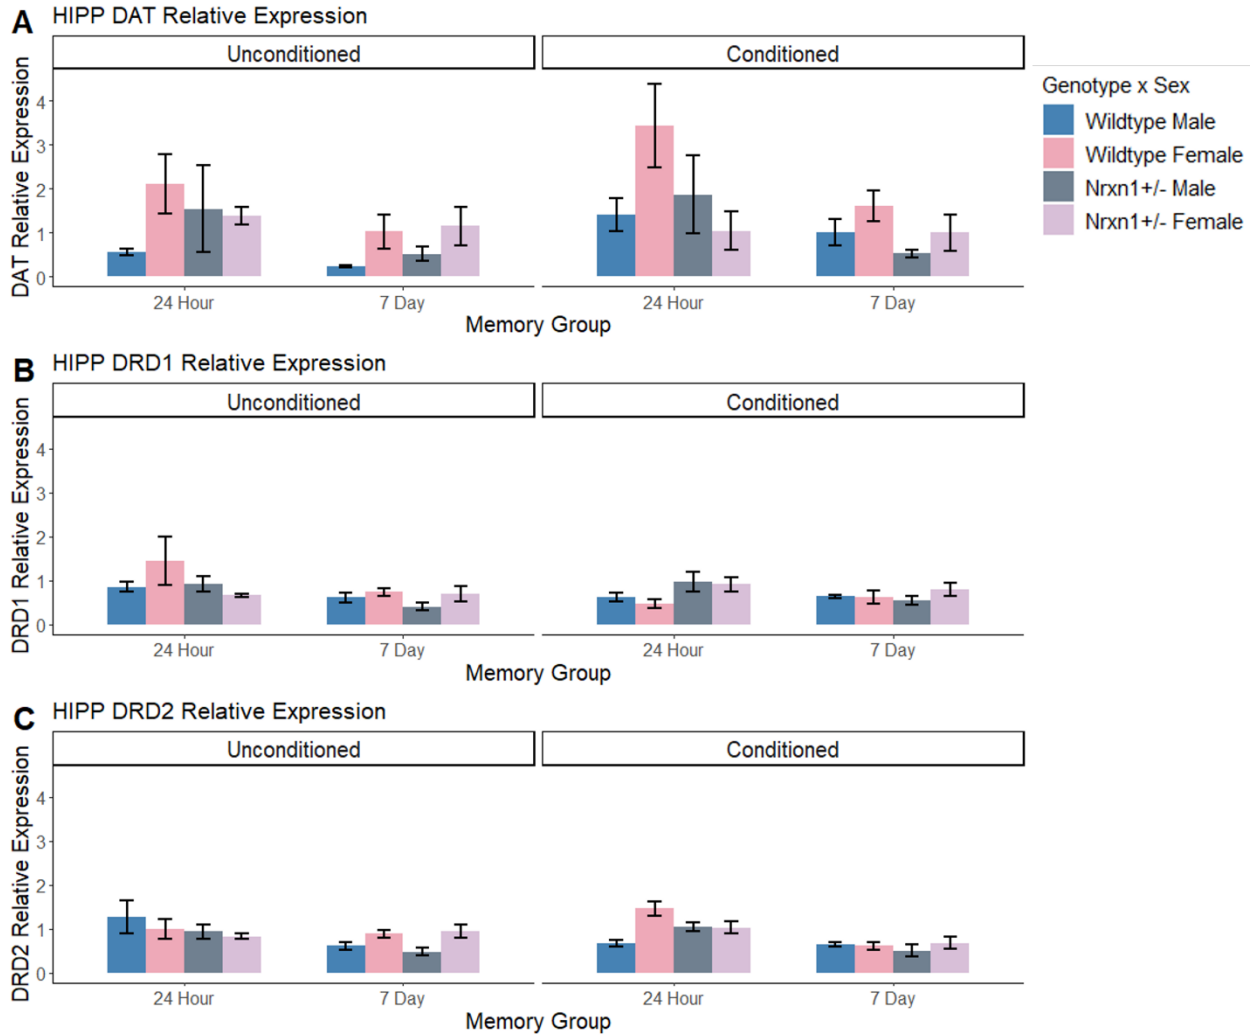 A HIPP DAT Relative Expression
Unconditioned
Conditioned
DAT Relative Expression
4
3
2
1
0
24 Hour
7 Day
24 Hour
7 Day
Memory Group
Genotype x Sex
Wildtype Male
Wildtype Female
Nrxn1+/- Male
Nrxn1+/- Female
B HIPP DRD1 Relative Expression
Unconditioned
Conditioned
DRD1 Relative Expression
4
3
2
1
0
24 Hour
7 Day
24 Hour
7 Day
Memory Group
C HIPP DRD2 Relative Expression
Unconditioned
Conditioned
DRD2 Relative Expression
4
3
2
1
0
24 Hour
7 Day
24 Hour
7 Day
Memory Group